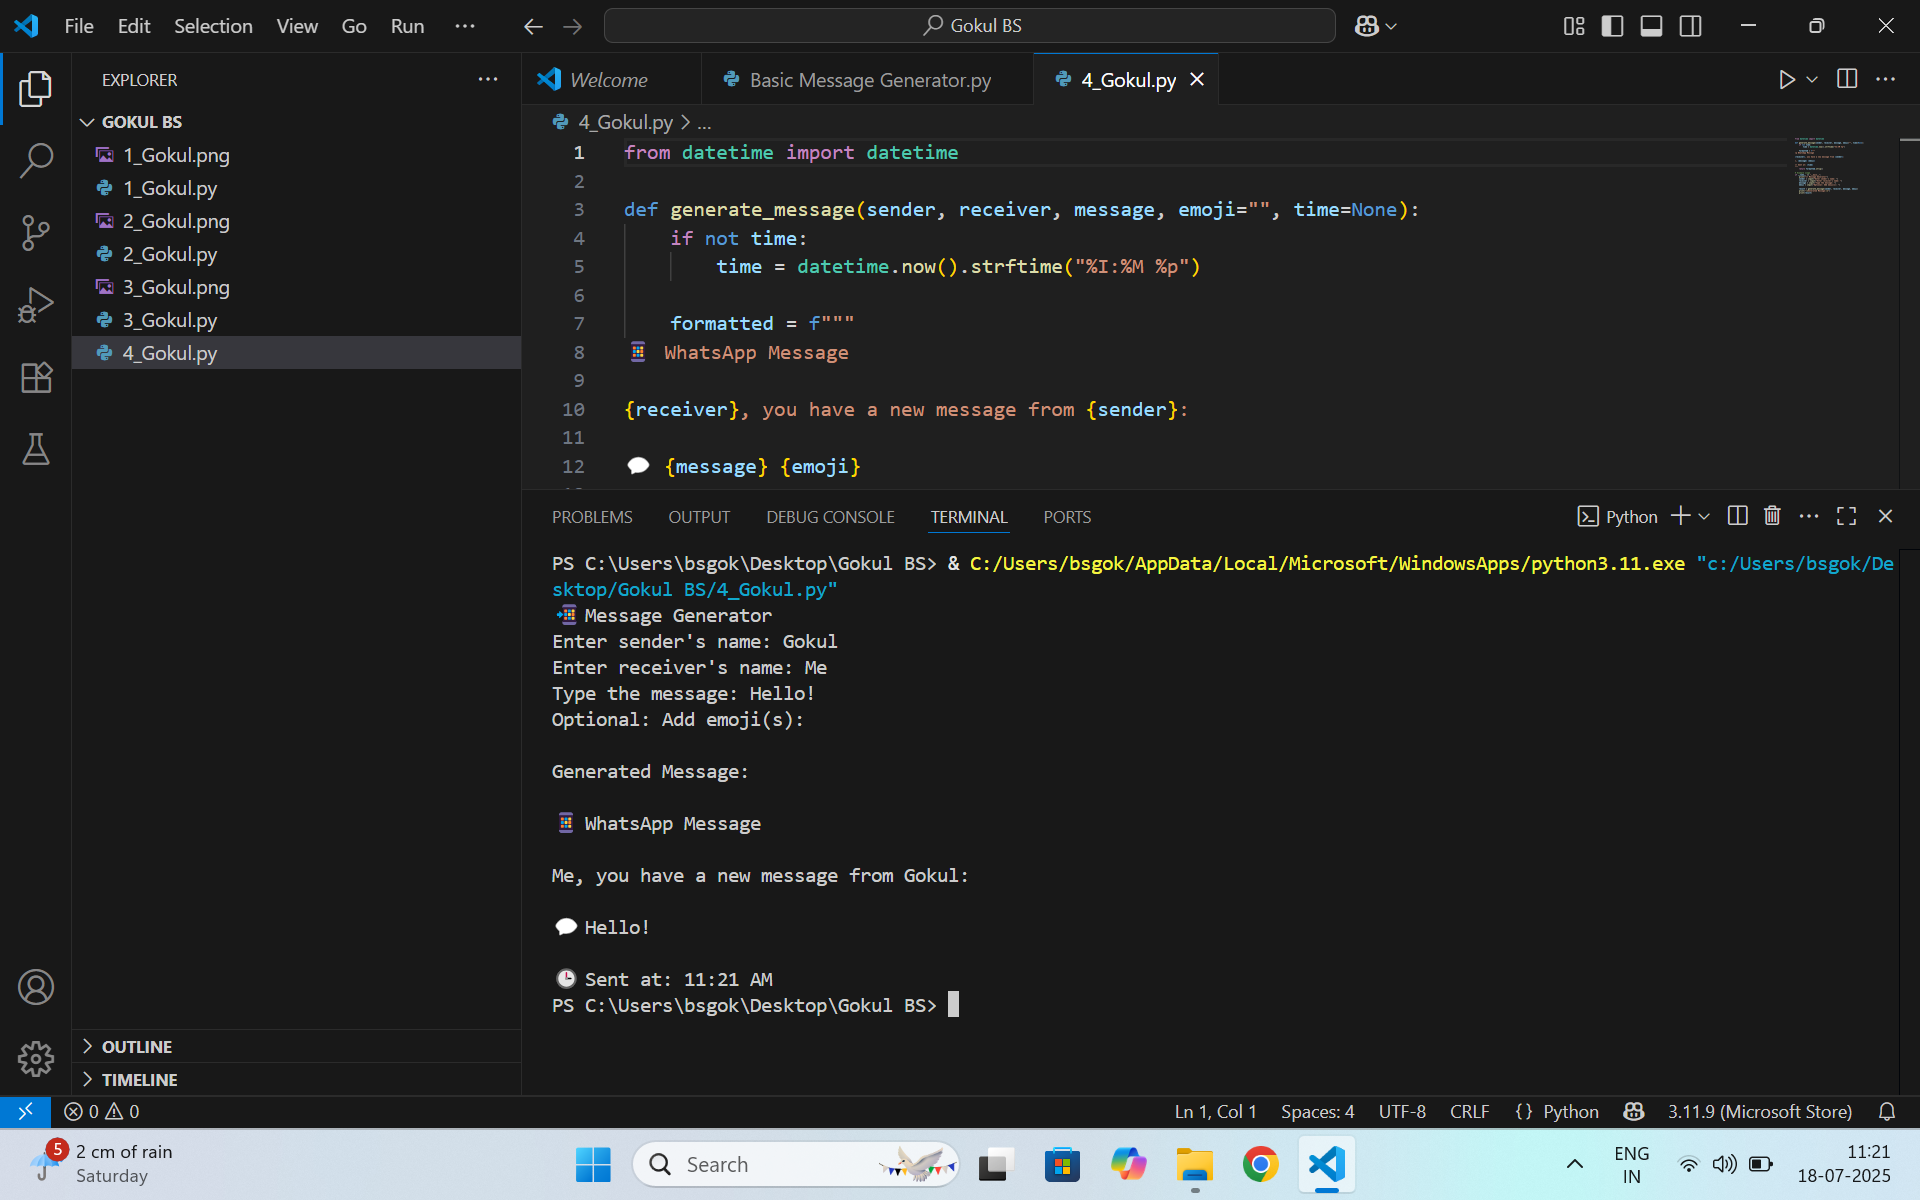 File Edit Selection View Go Run ···
Gokul BS
EXPLORER ···
GOKUL BS
1_Gokul.png
1_Gokul.py
2_Gokul.png
2_Gokul.py
3_Gokul.png
3_Gokul.py
4_Gokul.py
OUTLINE
TIMELINE
Welcome Basic Message Generator.py 4_Gokul.py
4_Gokul.py > ...
1 from datetime import datetime
2
3 def generate_message(sender, receiver, message, emoji="", time=None):
4 if not time:
5 time = datetime.now().strftime("%I:%M %p")
6
7 formatted = f"""
8 📱 WhatsApp Message
9
10 {receiver}, you have a new message from {sender}:
11
12 💬 {message} {emoji}
PROBLEMS OUTPUT DEBUG CONSOLE TERMINAL PORTS
Python
PS C:\Users\bsgok\Desktop\Gokul BS> & C:/Users/bsgok/AppData/Local/Microsoft/WindowsApps/python3.11.exe "c:/Users/bsgok/De
sktop/Gokul BS/4_Gokul.py"
📲 Message Generator
Enter sender's name: Gokul
Enter receiver's name: Me
Type the message: Hello!
Optional: Add emoji(s):
Generated Message:
📱 WhatsApp Message
Me, you have a new message from Gokul:
💬 Hello!
🕒 Sent at: 11:21 AM
PS C:\Users\bsgok\Desktop\Gokul BS>
0 0 Ln 1, Col 1 Spaces: 4 UTF-8 CRLF {} Python 3.11.9 (Microsoft Store)
5
2 cm of rain
Saturday
Search
ENG
IN
11:21
18-07-2025